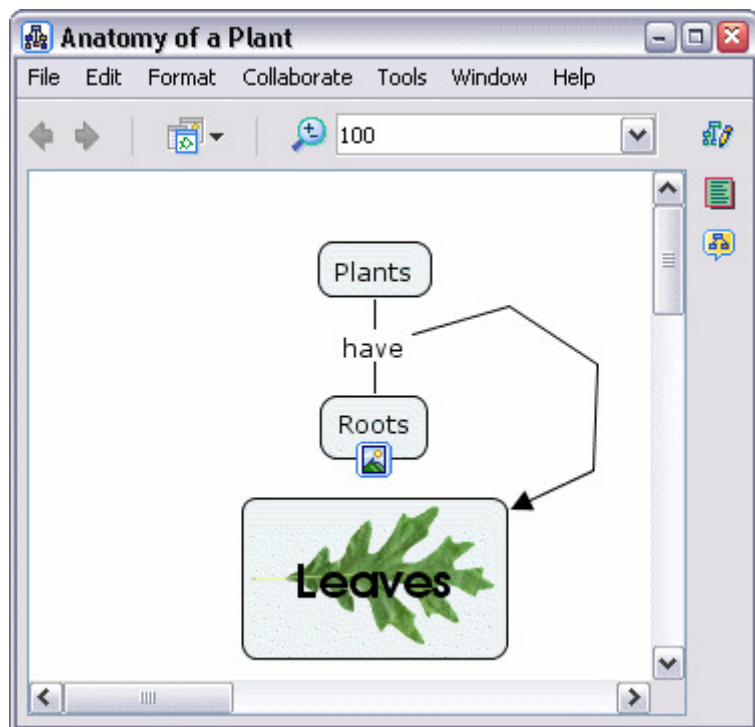 Anatomy of a Plant
File Edit Format Collaborate Tools Window Help
100
Plants
have
Roots
Leaves